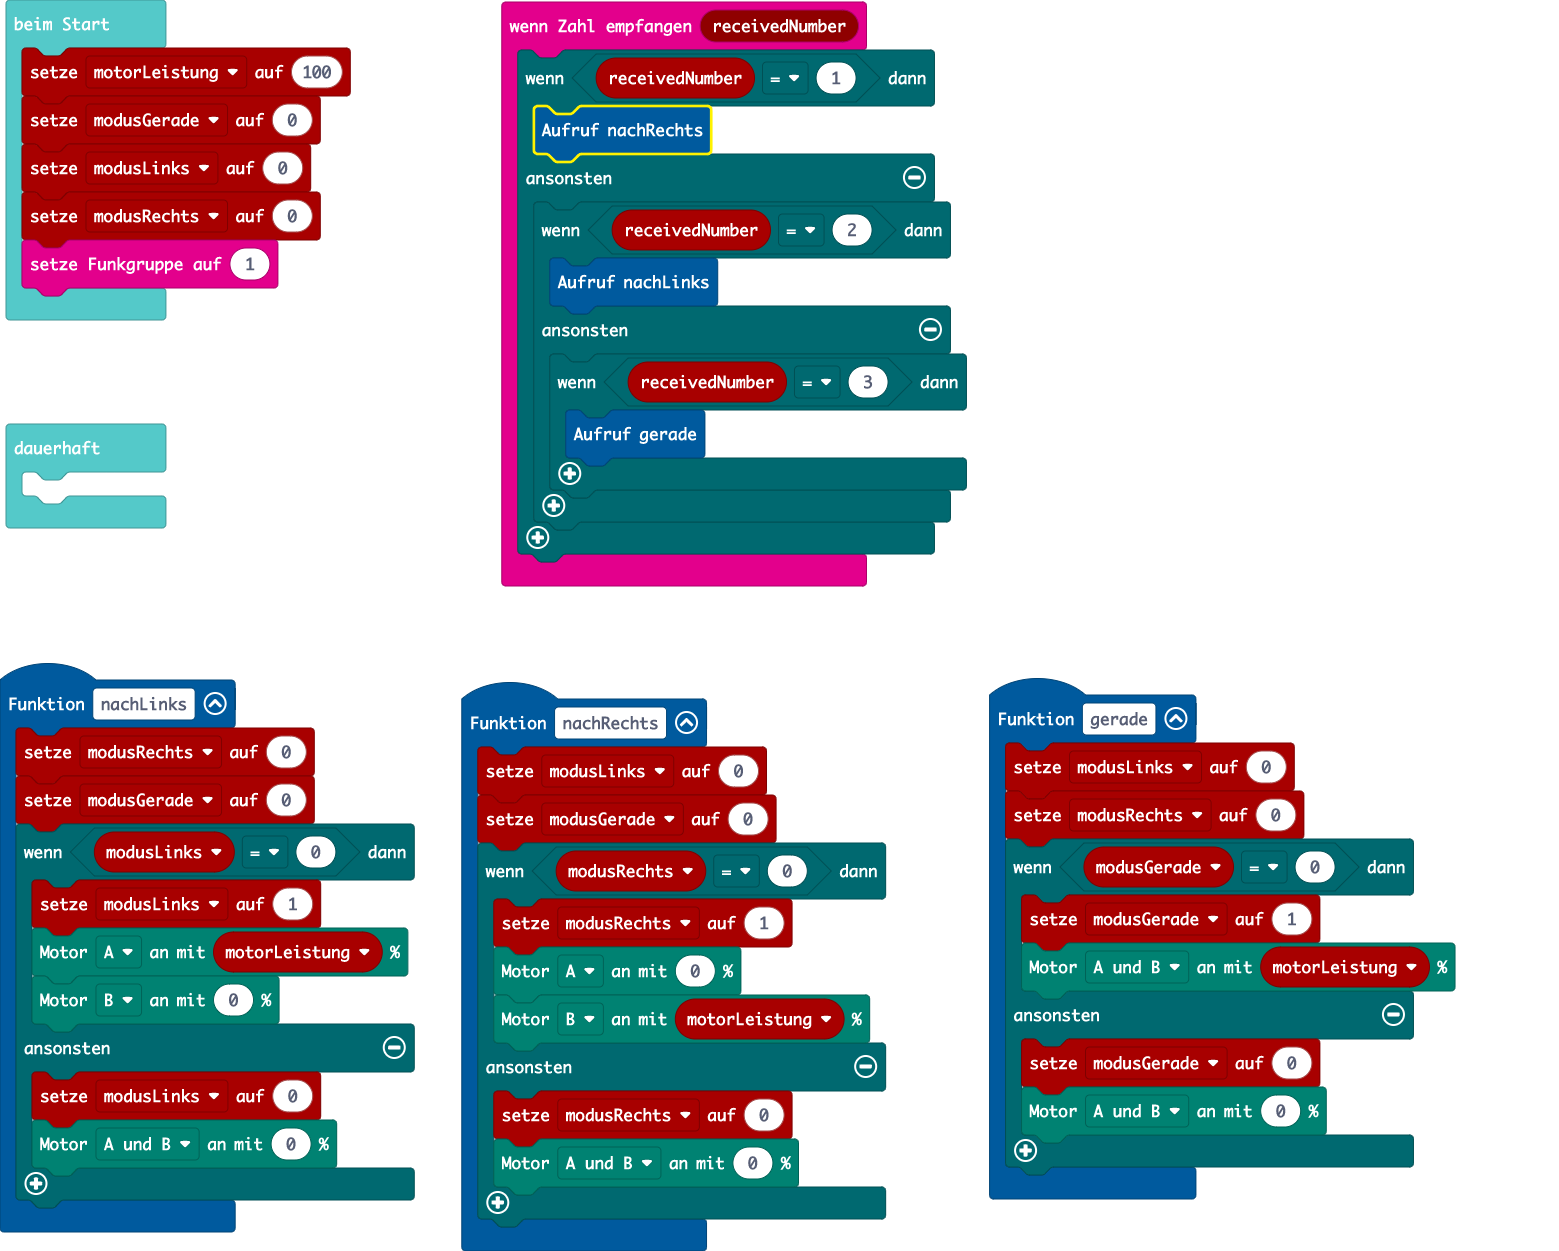 beim Start
setze motorLeistung auf 100
setze modusGerade auf 0
setze modusLinks auf 0
setze modusRechts auf 0
setze Funkgruppe auf 1
dauerhaft
wenn Zahl empfangen receivedNumber
wenn receivedNumber = 1 dann
Aufruf nachRechts
ansonsten
wenn receivedNumber = 2 dann
Aufruf nachLinks
ansonsten
wenn receivedNumber = 3 dann
Aufruf gerade
Funktion nachLinks
setze modusRechts auf 0
setze modusGerade auf 0
wenn modusLinks = 0 dann
setze modusLinks auf 1
Motor A an mit motorLeistung %
Motor B an mit 0 %
ansonsten
setze modusLinks auf 0
Motor A und B an mit 0 %
Funktion nachRechts
setze modusLinks auf 0
setze modusGerade auf 0
wenn modusRechts = 0 dann
setze modusRechts auf 1
Motor A an mit 0 %
Motor B an mit motorLeistung %
ansonsten
setze modusRechts auf 0
Motor A und B an mit 0 %
Funktion gerade
setze modusLinks auf 0
setze modusRechts auf 0
wenn modusGerade = 0 dann
setze modusGerade auf 1
Motor A und B an mit motorLeistung %
ansonsten
setze modusGerade auf 0
Motor A und B an mit 0 %